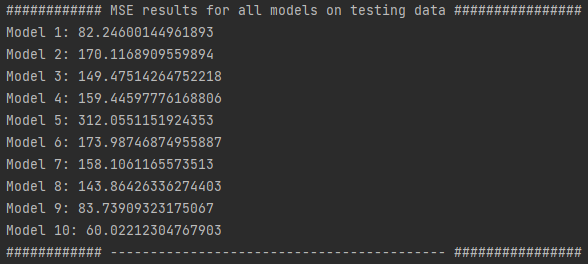 ############ MSE results for all models on testing data ################
Model 1: 82.24600144961893
Model 2: 170.1168909559894
Model 3: 149.47514264752218
Model 4: 159.44597776168806
Model 5: 312.0551151924353
Model 6: 173.98746874955887
Model 7: 158.1061165573513
Model 8: 143.86426336274403
Model 9: 83.73909323175067
Model 10: 60.02212304767903
############ ------------------------------------------ ################